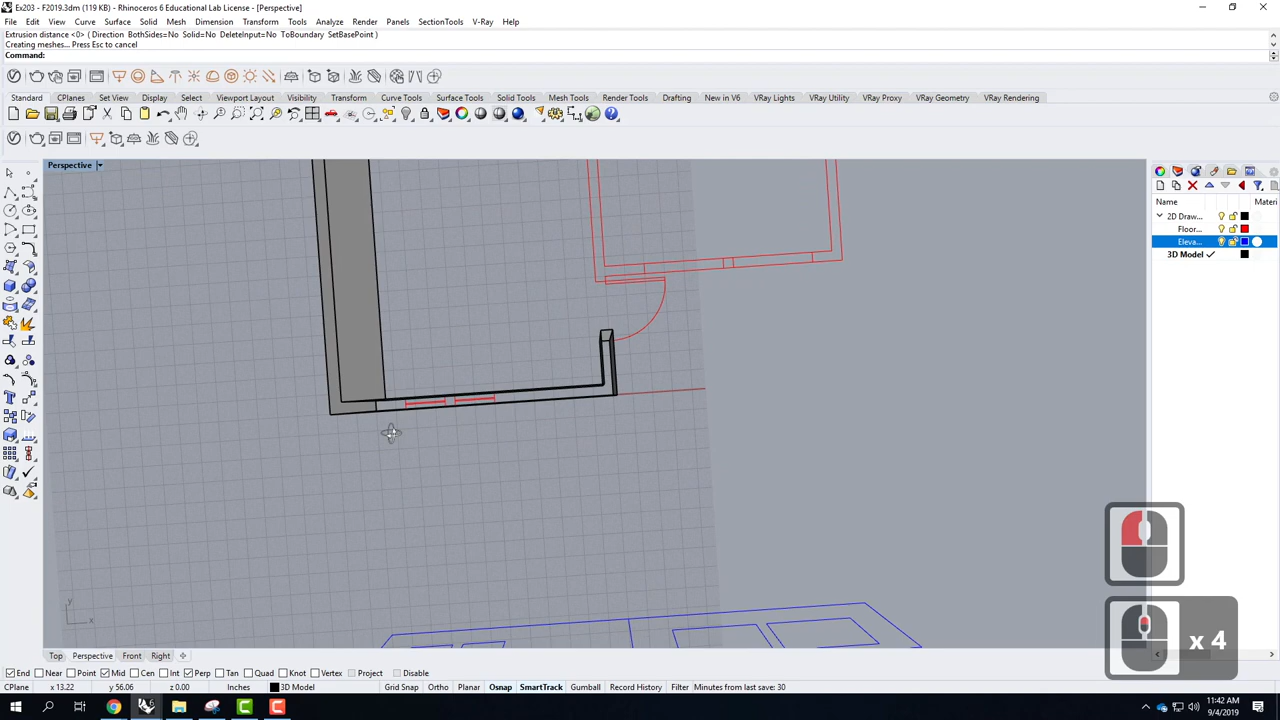 Ex203 - F2019.3dm (119 KB) - Rhinoceros 6 Educational Lab License - [Perspective]
File Edit View Curve Surface Solid Mesh Dimension Transform Tools Analyze Render Panels SectionTools V-Ray Help
Extrusion distance <0> ( Direction BothSides=No Solid=No DeleteInput=No ToBoundary SetBasePoint )
Creating meshes... Press Esc to cancel
Command:
Standard CPlanes Set View Display Select Viewport Layout Visibility Transform Curve Tools Surface Tools Solid Tools Mesh Tools Render Tools Drafting New in V6 VRay Lights VRay Utility VRay Proxy VRay Geometry VRay Rendering
Perspective
Name Materi
2D Draw...
Floor...
Eleva...
3D Model
y
x
x 4
Top Perspective Front Right
End Near Point Mid Cen Int Perp Tan Quad Knot Vertex Project Disable
CPlane x 13.22 y 56.06 z 0.00 Inches 3D Model Grid Snap Ortho Planar Osnap SmartTrack Gumball Record History Filter Minutes from last save: 30
11:42 AM
9/4/2019